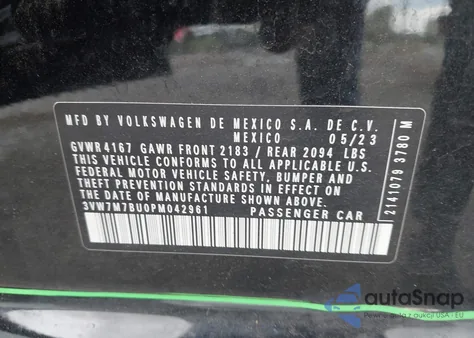 MFD BY VOLKSWAGEN DE MEXICO S.A. DE C.V.
MEXICO 05/23
GVWR 4167 GAWR FRONT 2183 / REAR 2094 LBS
THIS VEHICLE CONFORMS TO ALL APPLICABLE U.S.
FEDERAL MOTOR VEHICLE SAFETY, BUMPER AND
THEFT PREVENTION STANDARDS IN EFFECT ON
THE DATE OF MANUFACTURE SHOWN ABOVE.
3VW7M7BU0PM042961 PASSENGER CAR
2141079 3780 M
autoSnap